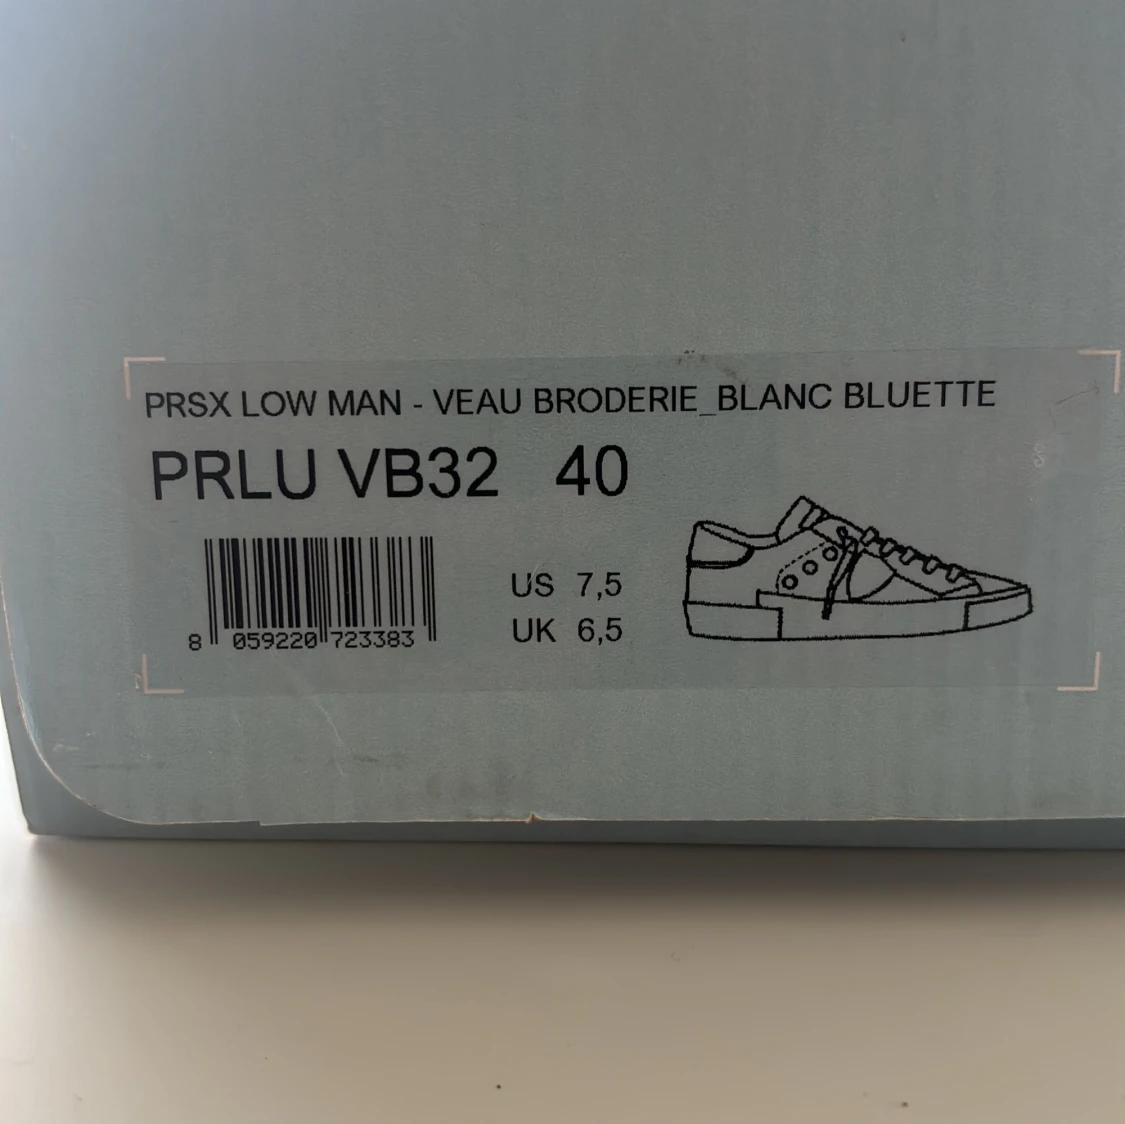 PRSX LOW MAN - VEAU BRODERIE_BLANC BLUETTE
PRLU VB32 40
US 7,5
UK 6,5
8 059220 723383